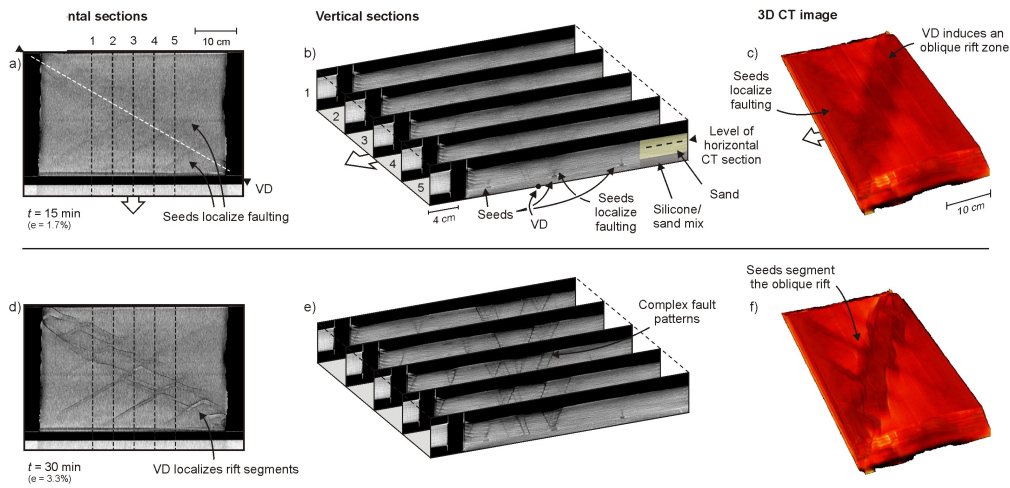 ntal sections
Vertical sections
3D CT image
1 2 3 4 5
10 cm
a)
VD
t = 15 min
(e = 1.7%)
Seeds localize faulting
b)
1
2
3
4
5
4 cm
Seeds
VD
Seeds
localize
faulting
Silicone/
sand mix
Sand
Level of
horizontal
CT section
c)
VD induces an
oblique rift zone
Seeds
localize
faulting
10 cm
d)
t = 30 min
(e = 3.3%)
VD localizes rift segments
e)
Complex fault
patterns
f)
Seeds segment
the oblique rift